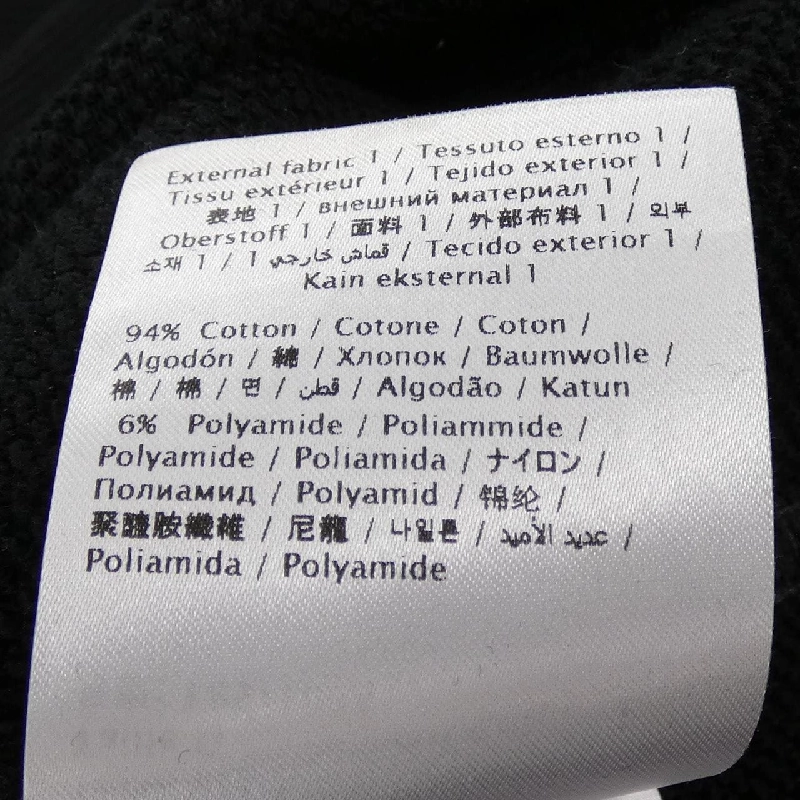 External fabric 1 / Tessuto esterno 1 /
Tissu extérieur 1 / Tejido exterior 1 /
表地 1 / внешний материал 1 /
Oberstoff 1 / 面料 1 / 外部布料 1 / 외부
소재 1 / قماش خارجي 1 / Tecido exterior 1 /
Kain eksternal 1
94% Cotton / Cotone / Coton /
Algodón / 綿 / Хлопок / Baumwolle /
棉 / 棉 / 면 / قطن / Algodão / Katun
6% Polyamide / Poliammide /
Polyamide / Poliamida / ナイロン /
Полиамид / Polyamid / 锦纶 /
聚醯胺纖維 / 尼龍 / 나일론 / عديد الأميد /
Poliamida / Polyamide